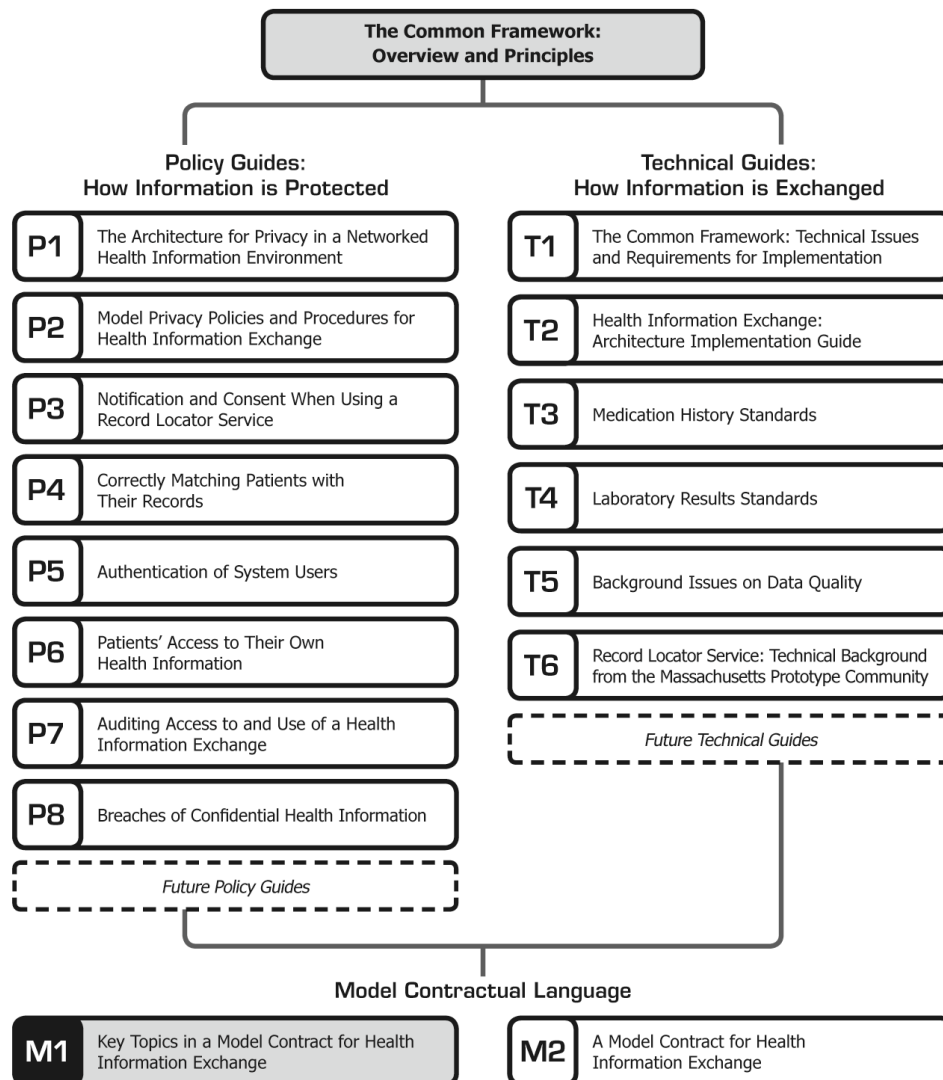 The Common Framework:
Overview and Principles
Policy Guides:
How Information is Protected
P1
The Architecture for Privacy in a Networked
Health Information Environment
P2
Model Privacy Policies and Procedures for
Health Information Exchange
P3
Notification and Consent When Using a
Record Locator Service
P4
Correctly Matching Patients with
Their Records
P5
Authentication of System Users
P6
Patients’ Access to Their Own
Health Information
P7
Auditing Access to and Use of a Health
Information Exchange
P8
Breaches of Confidential Health Information
Future Policy Guides
Technical Guides:
How Information is Exchanged
T1
The Common Framework: Technical Issues
and Requirements for Implementation
T2
Health Information Exchange:
Architecture Implementation Guide
T3
Medication History Standards
T4
Laboratory Results Standards
T5
Background Issues on Data Quality
T6
Record Locator Service: Technical Background
from the Massachusetts Prototype Community
Future Technical Guides
Model Contractual Language
M1
Key Topics in a Model Contract for Health
Information Exchange
M2
A Model Contract for Health
Information Exchange